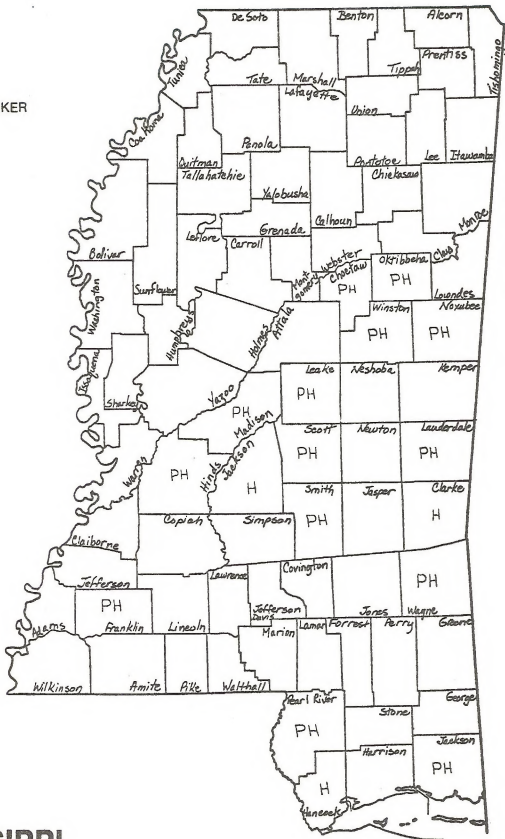 De Soto Benton Alcorn
Tunica Tate Marshall Tippah Prentiss Tishomingo
KER
Lafayette
Coahoma Union
Panola Lee Itawamba
Quitman
Tallahatchie Chickasaw
Yalobusha
Leflore Grenada Calhoun Monroe
Carroll
Bolivar Montgomery Webster Choctaw Oktibbeha Clay
PH PH
Sunflower Lowndes
Washington Humphreys Holmes Attala Winston Noxubee
PH PH
Issaquena Leake Neshoba Kemper
Sharkey Yazoo PH
PH Madison
Scott Newton Lauderdale
Warren PH Hinds PH PH
H Smith Jasper Clarke
PH H
Copiah Simpson
Claiborne
Covington
Jefferson Lawrence PH
PH Jefferson Davis Jones Wayne
Adams Franklin Lincoln Marion Lamar Forrest Perry Greene
Wilkinson Amite Pike Walthall
Pearl River George
PH Stone
Jackson
Harrison PH
H
Hancock
SIPPI